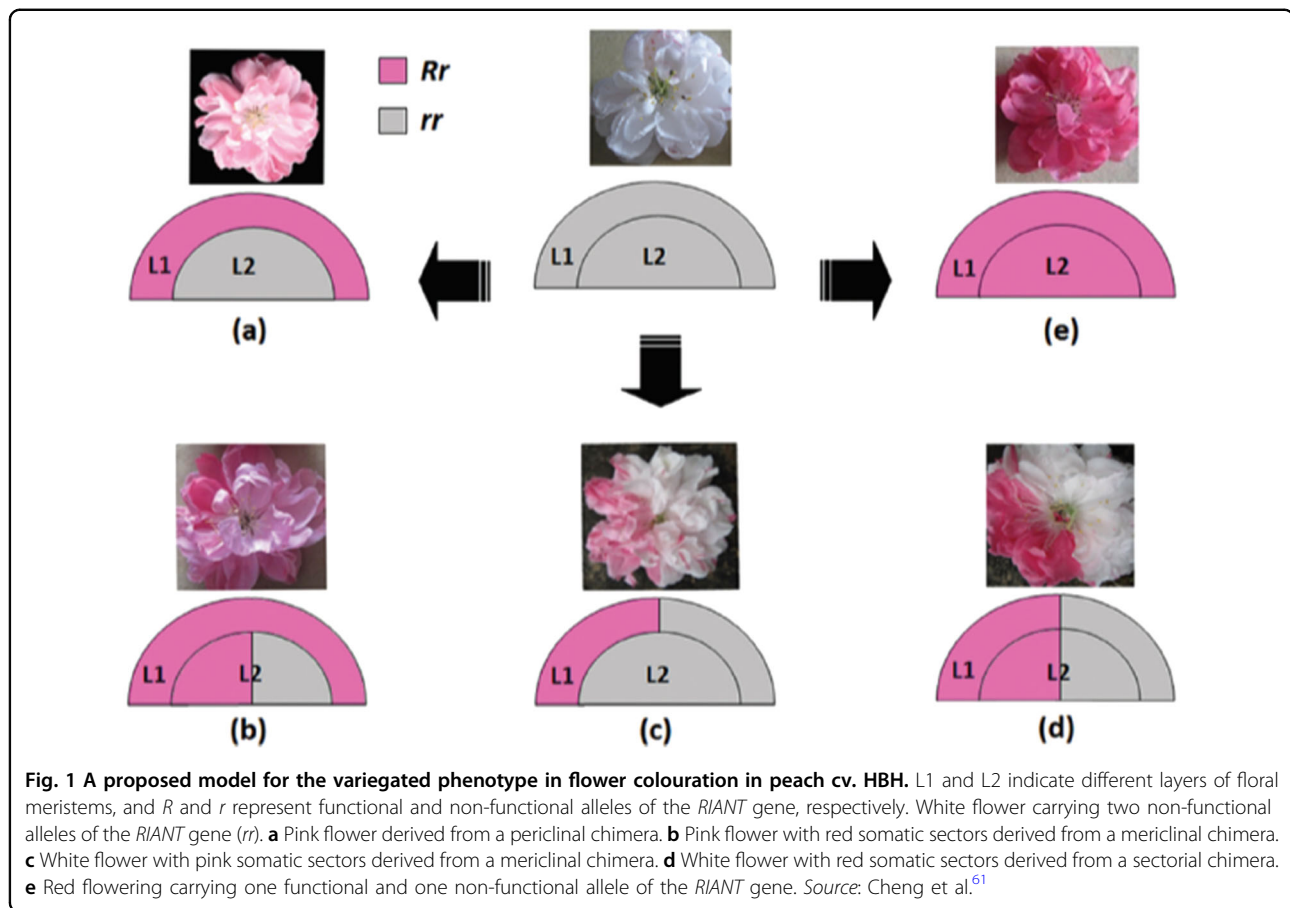 Rr
rr
L1 L2
(a)
L1 L2
L1 L2
(e)
L1 L2
(b)
L1 L2
(c)
L1 L2
(d)
Fig. 1 A proposed model for the variegated phenotype in flower colouration in peach cv. HBH. L1 and L2 indicate different layers of floral
meristems, and R and r represent functional and non-functional alleles of the RIANT gene, respectively. White flower carrying two non-functional
alleles of the RIANT gene (rr). a Pink flower derived from a periclinal chimera. b Pink flower with red somatic sectors derived from a mericlinal chimera.
c White flower with pink somatic sectors derived from a mericlinal chimera. d White flower with red somatic sectors derived from a sectorial chimera.
e Red flowering carrying one functional and one non-functional allele of the RIANT gene. Source: Cheng et al.61